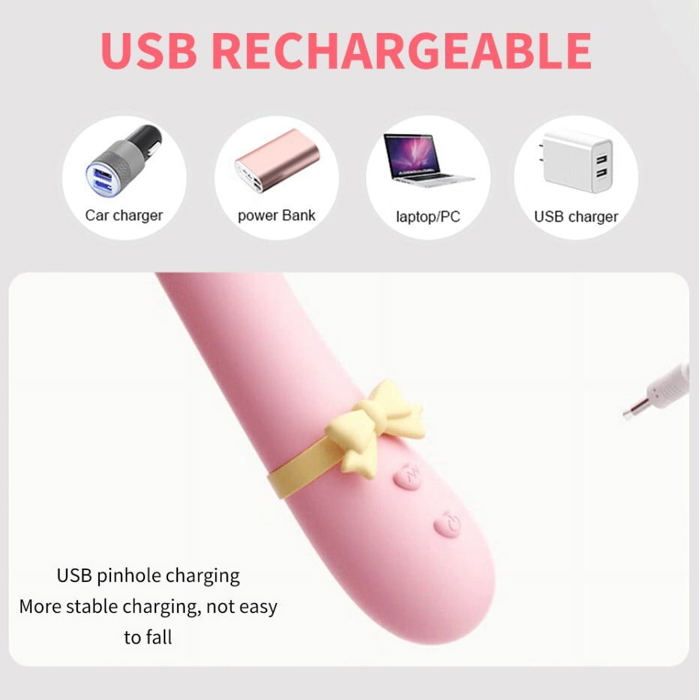 USB RECHARGEABLE
Car charger
power Bank
laptop/PC
USB charger
USB pinhole charging
More stable charging, not easy
to fall